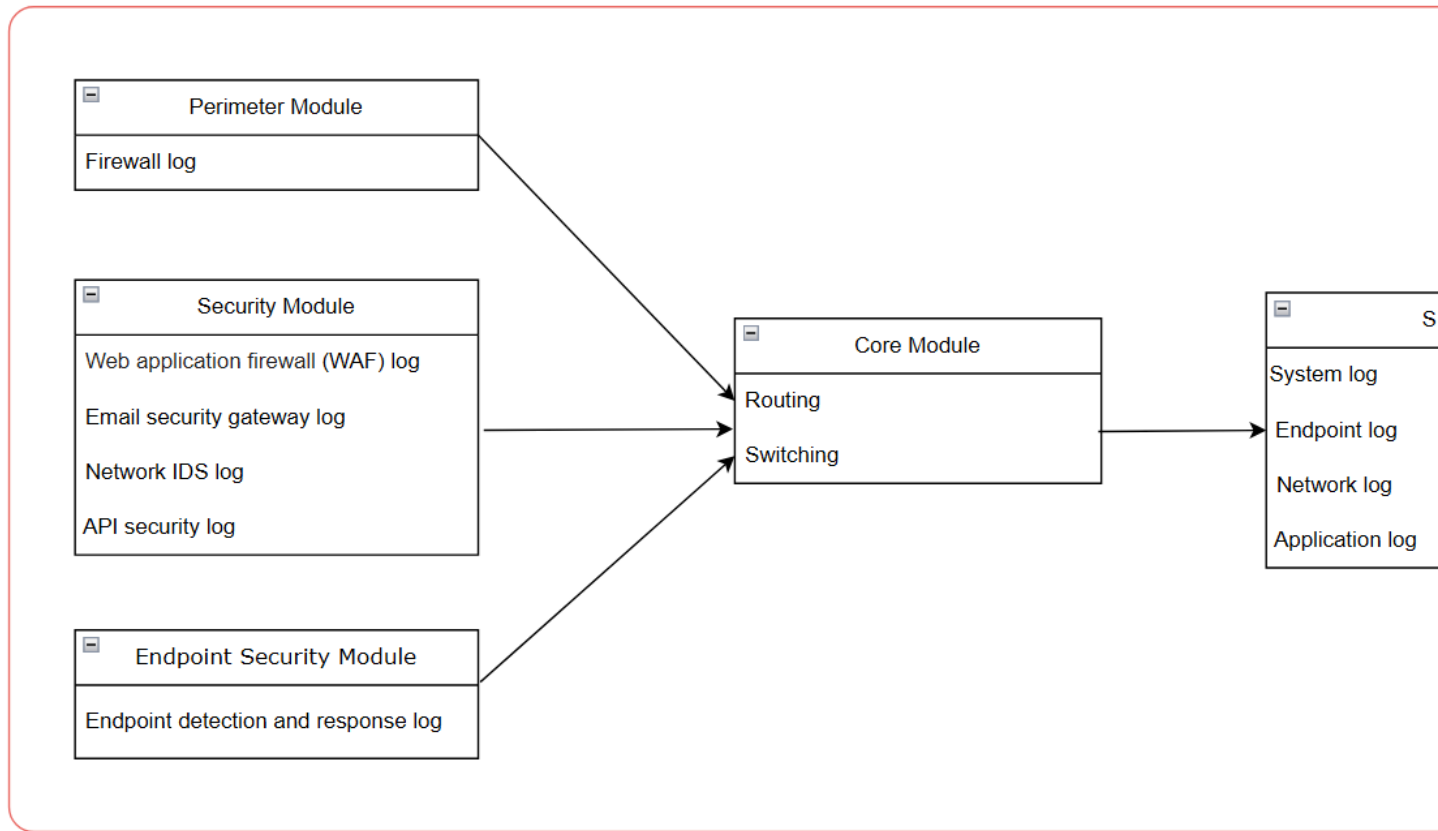 Perimeter Module
Firewall log
Security Module
Web application firewall (WAF) log
Email security gateway log
Network IDS log
API security log
Endpoint Security Module
Endpoint detection and response log
Core Module
Routing
Switching
System log
Endpoint log
Network log
Application log